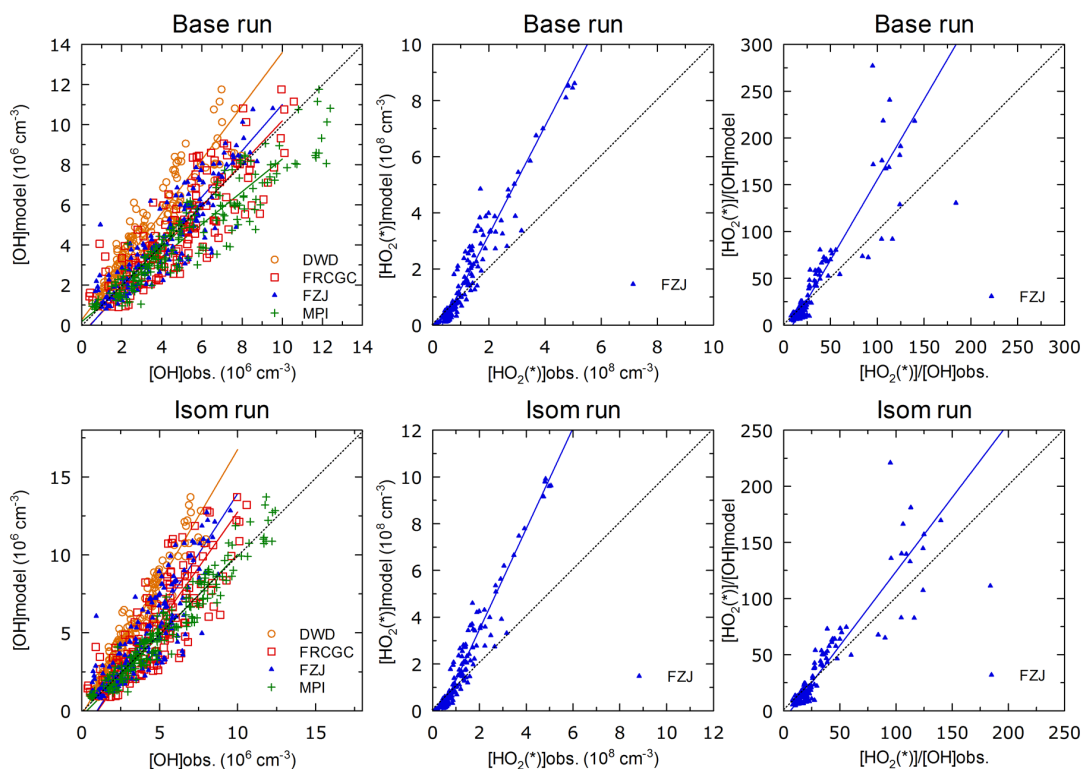 Base run
14
12
10
8
6
4
2
0
[OH]model (10⁶ cm⁻³)
DWD
FRCGC
FZJ
MPI
0 2 4 6 8 10 12 14
[OH]obs. (10⁶ cm⁻³)
Base run
10
8
6
4
2
0
[HO₂(*)]model (10⁸ cm⁻³)
FZJ
0 2 4 6 8 10
[HO₂(*)]obs. (10⁸ cm⁻³)
Base run
300
250
200
150
100
50
0
[HO₂(*)]/[OH]model
FZJ
0 50 100 150 200 250 300
[HO₂(*)]/[OH]obs.
Isom run
15
10
5
0
[OH]model (10⁶ cm⁻³)
DWD
FRCGC
FZJ
MPI
0 5 10 15
[OH]obs. (10⁶ cm⁻³)
Isom run
12
10
8
6
4
2
0
[HO₂(*)]model (10⁸ cm⁻³)
FZJ
0 2 4 6 8 10 12
[HO₂(*)]obs. (10⁸ cm⁻³)
Isom run
250
200
150
100
50
0
[HO₂(*)]/[OH]model
FZJ
0 50 100 150 200 250
[HO₂(*)]/[OH]obs.